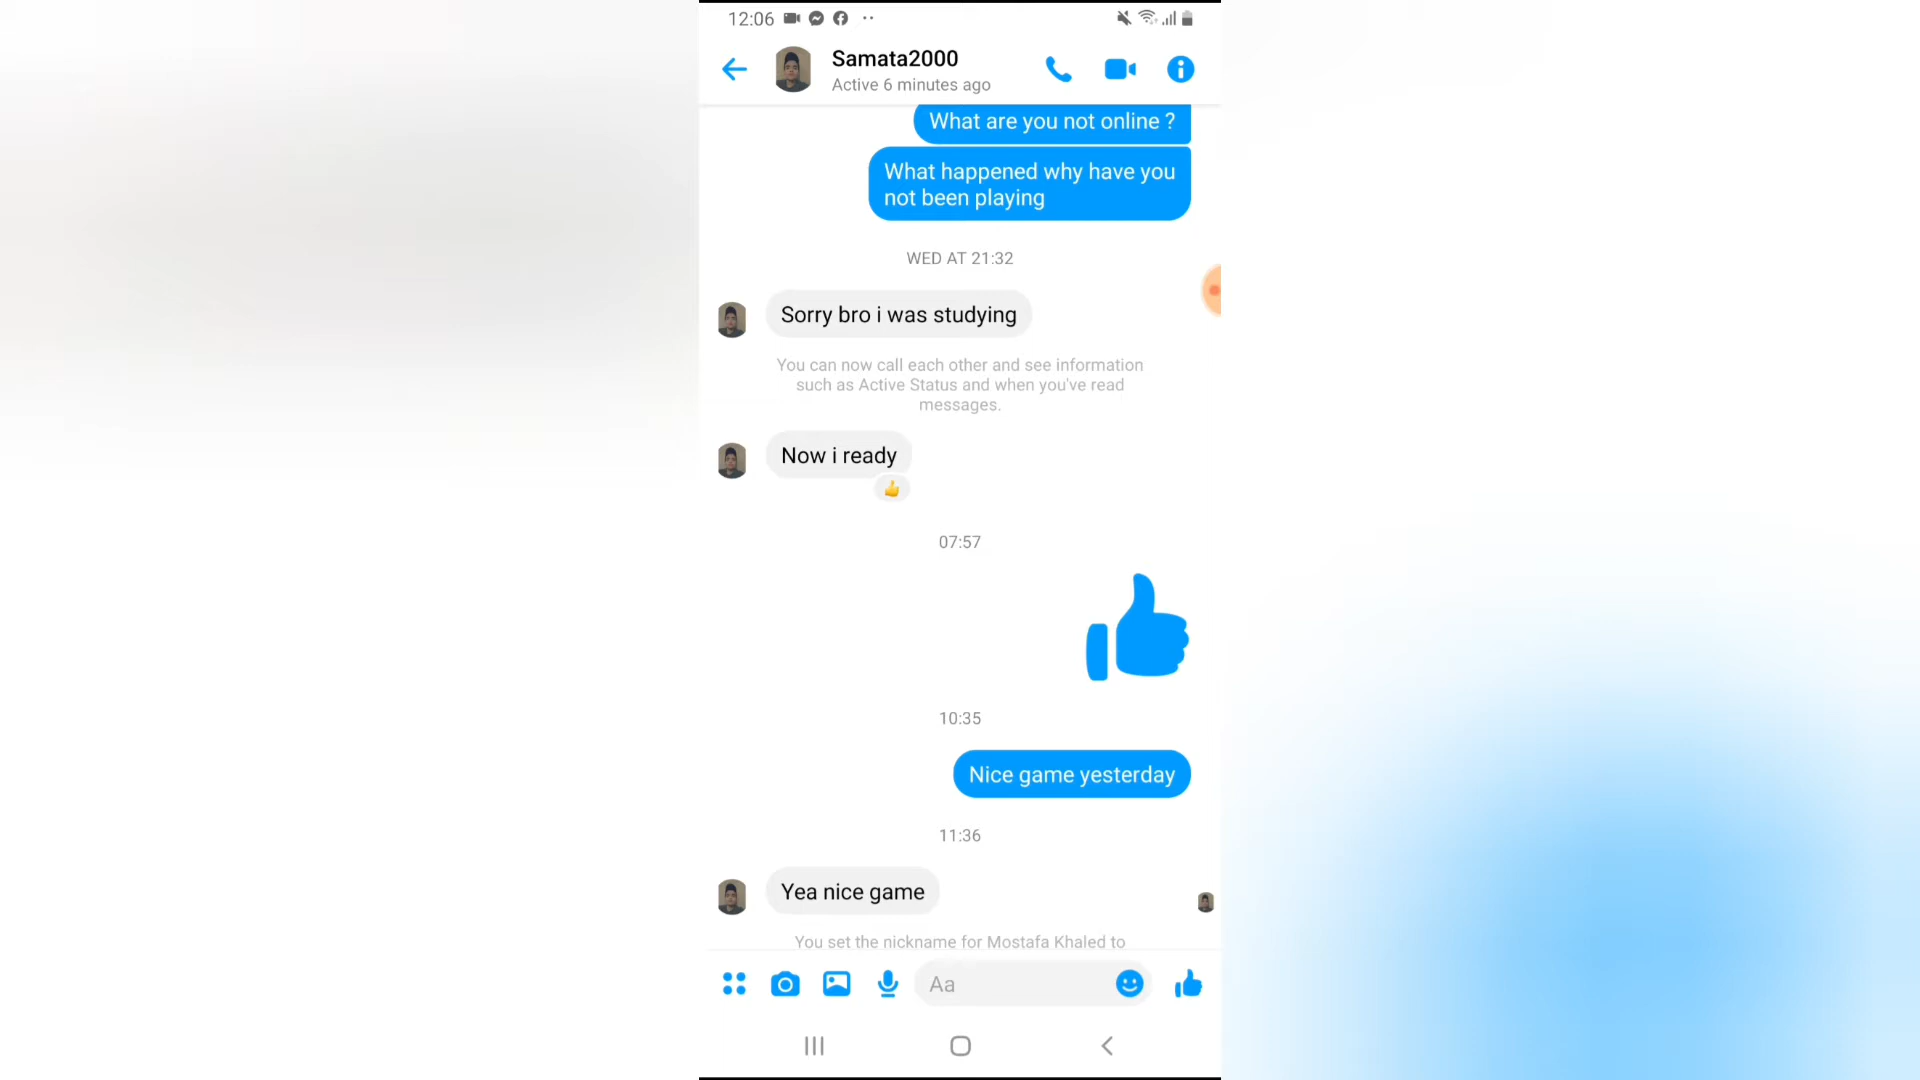 12:06
Samata2000
Active 6 minutes ago
What are you not online ?
What happened why have you
not been playing
WED AT 21:32
Sorry bro i was studying
You can now call each other and see information
such as Active Status and when you've read
messages.
Now i ready
07:57
10:35
Nice game yesterday
11:36
Yea nice game
You set the nickname for Mostafa Khaled to
Aa